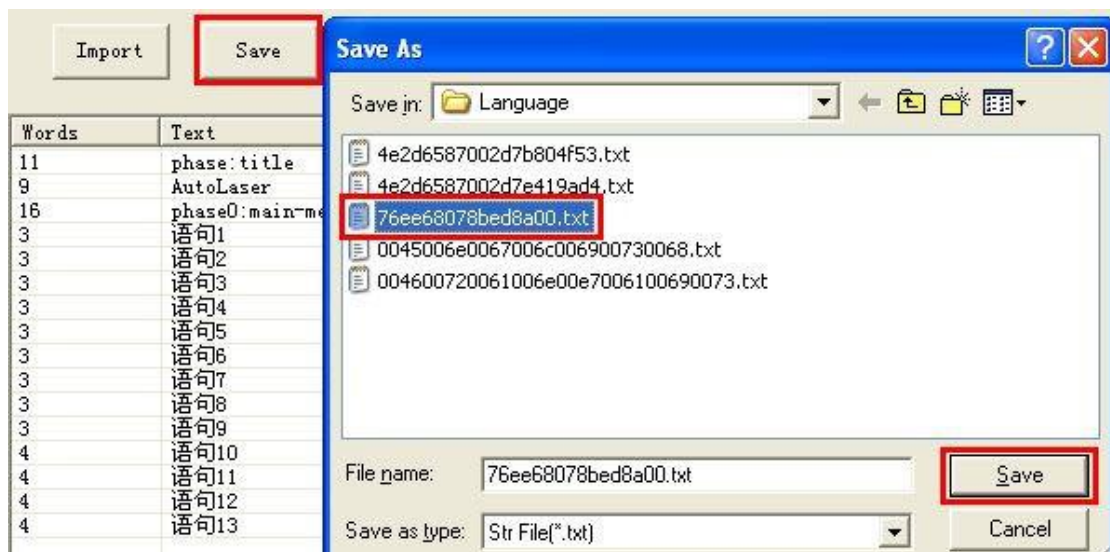 Import
Save
Save As
Save in: Language
Words Text
11 phase:title
9 AutoLaser
16 phase0:main-me
3 语句1
3 语句2
3 语句3
3 语句4
3 语句5
3 语句6
3 语句7
3 语句8
3 语句9
4 语句10
4 语句11
4 语句12
4 语句13
4e2d6587002d7b804f53.txt
4e2d6587002d7e419ad4.txt
76ee68078bed8a00.txt
0045006e0067006c006900730068.txt
004600720061006e00e7006100690073.txt
File name: 76ee68078bed8a00.txt
Save
Save as type: Str File(*.txt)
Cancel